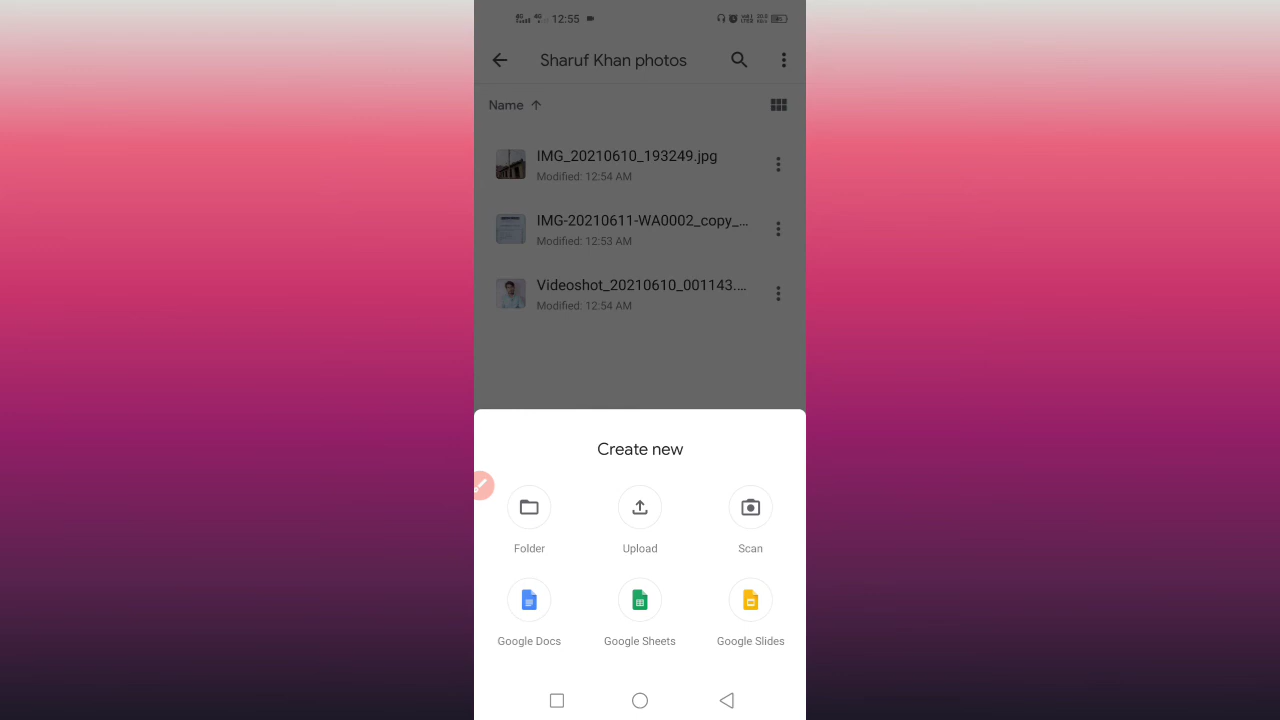 12:55
Sharuf Khan photos
Name
IMG_20210610_193249.jpg
Modified: 12:54 AM
IMG-20210611-WA0002_copy_...
Modified: 12:53 AM
Videoshot_20210610_001143....
Modified: 12:54 AM
Create new
Folder Upload Scan
Google Docs Google Sheets Google Slides